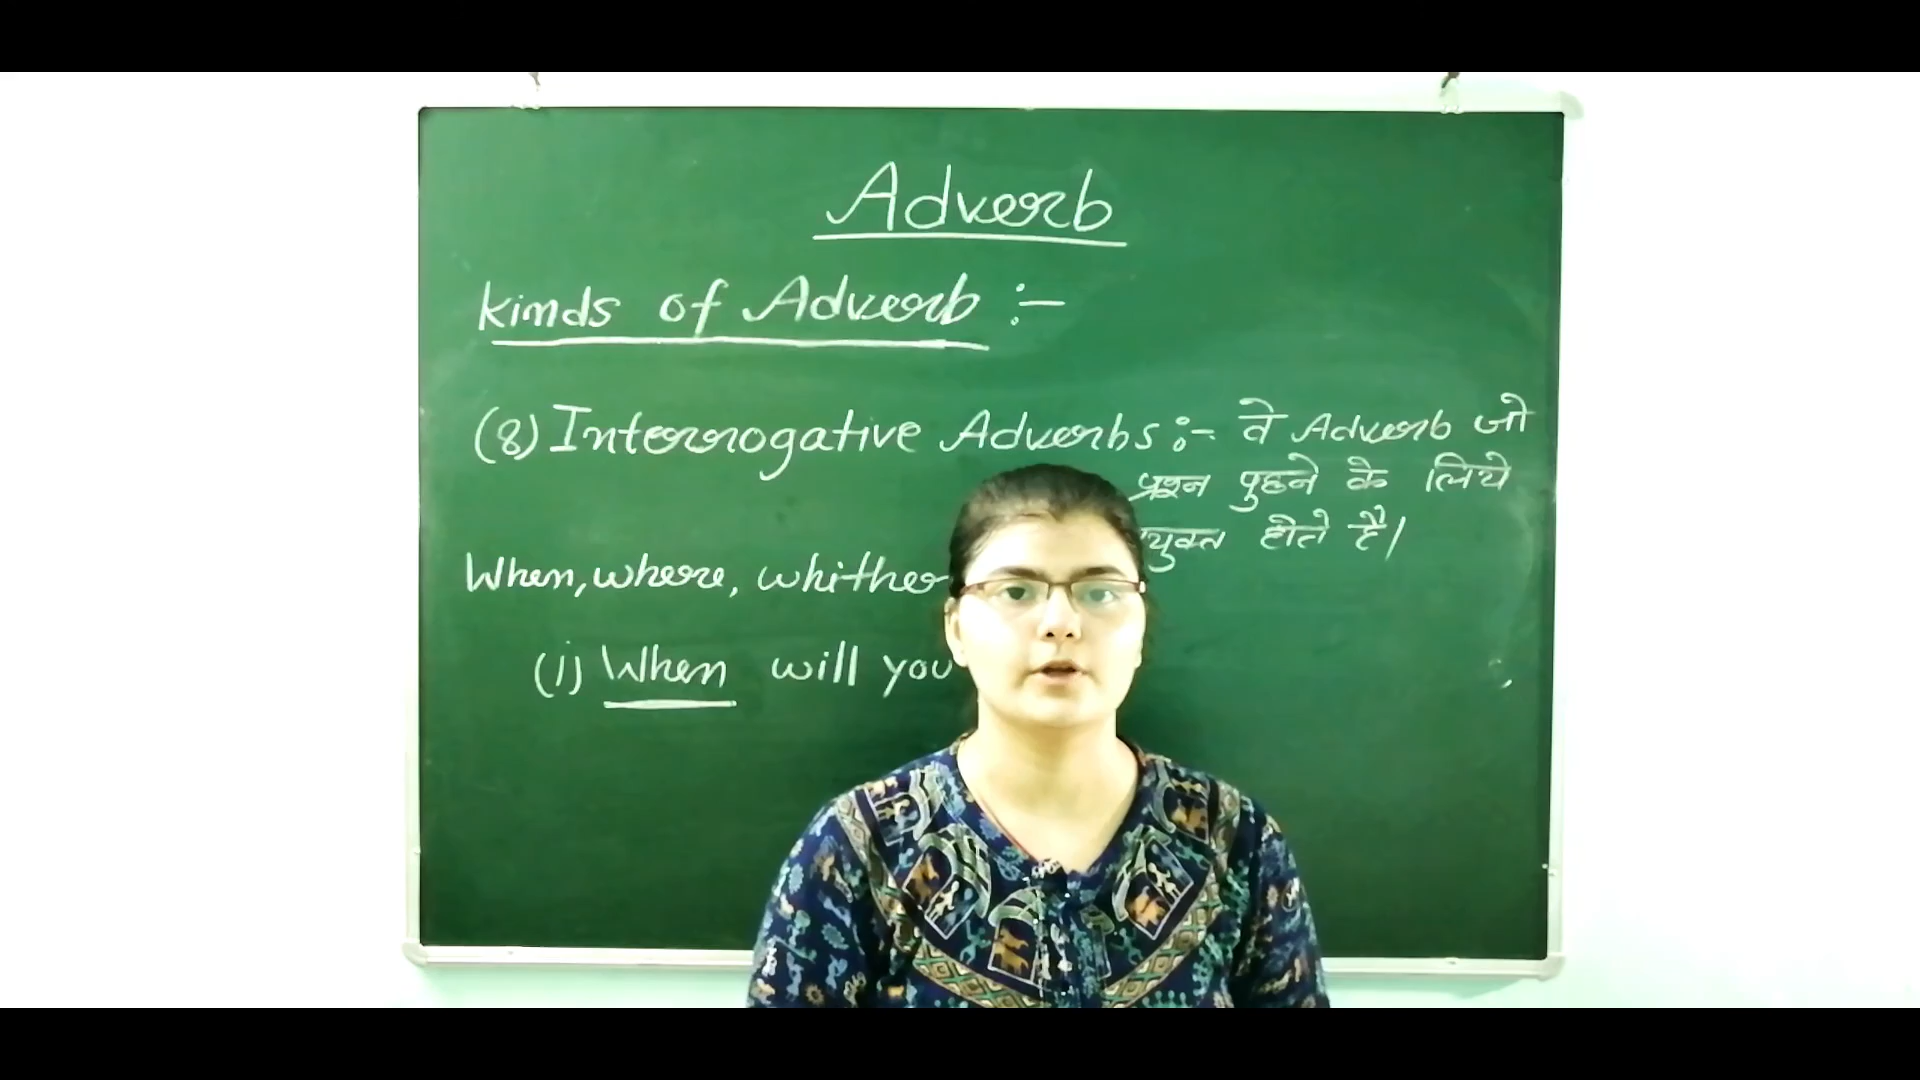 Adverb
Kinds of Adverb :-
(8) Interrogative Adverbs :- वे Adverb जो
प्रश्न पुछने के लिये
होते है।
When, where, whither
(i) When will you